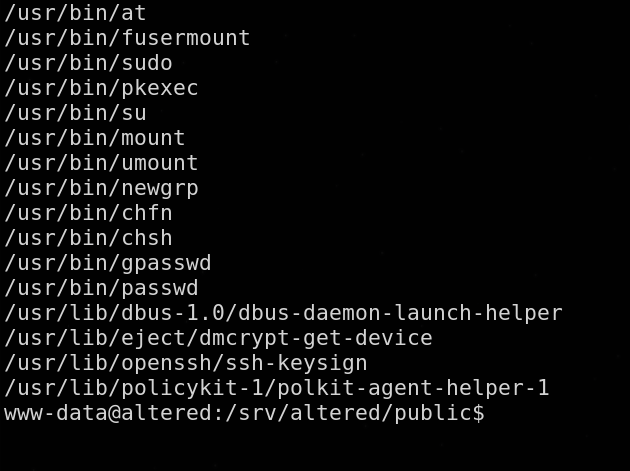 /usr/bin/at
/usr/bin/fusermount
/usr/bin/sudo
/usr/bin/pkexec
/usr/bin/su
/usr/bin/mount
/usr/bin/umount
/usr/bin/newgrp
/usr/bin/chfn
/usr/bin/chsh
/usr/bin/gpasswd
/usr/bin/passwd
/usr/lib/dbus-1.0/dbus-daemon-launch-helper
/usr/lib/eject/dmcrypt-get-device
/usr/lib/openssh/ssh-keysign
/usr/lib/policykit-1/polkit-agent-helper-1
www-data@altered:/srv/altered/public$